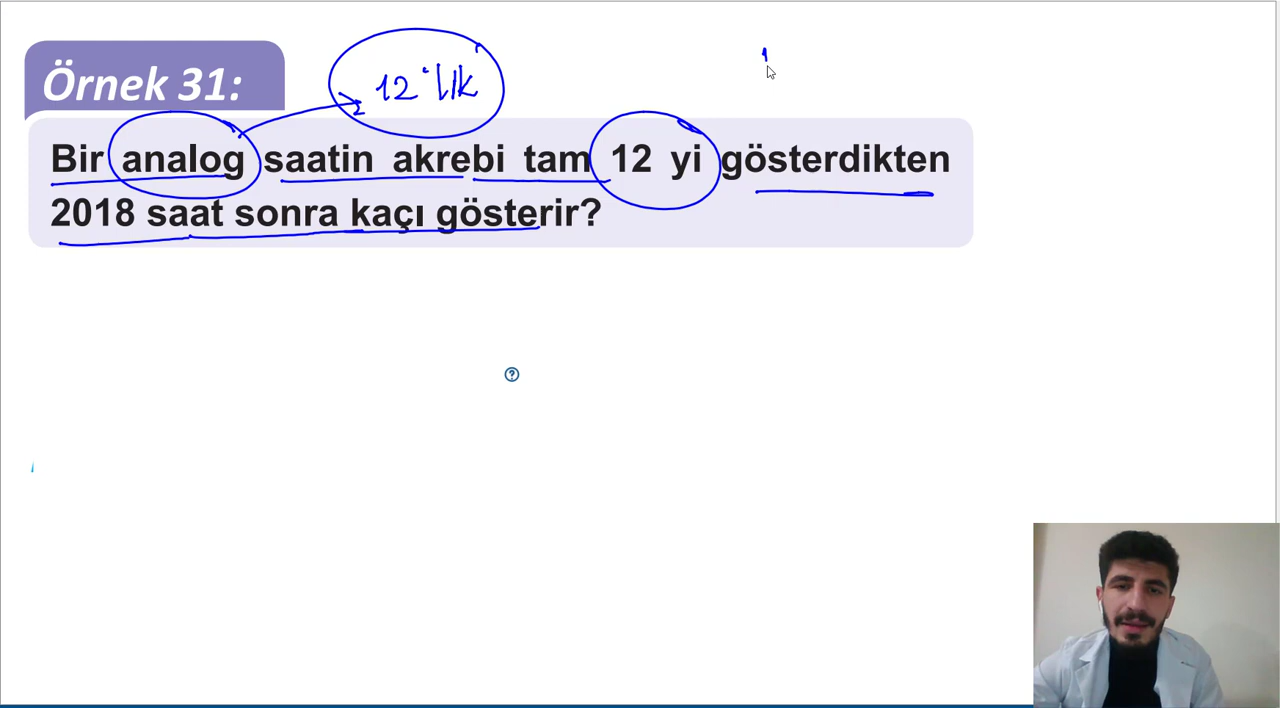 Örnek 31:
12'lik
Bir analog saatin akrebi tam 12 yi gösterdikten
2018 saat sonra kaçı gösterir?